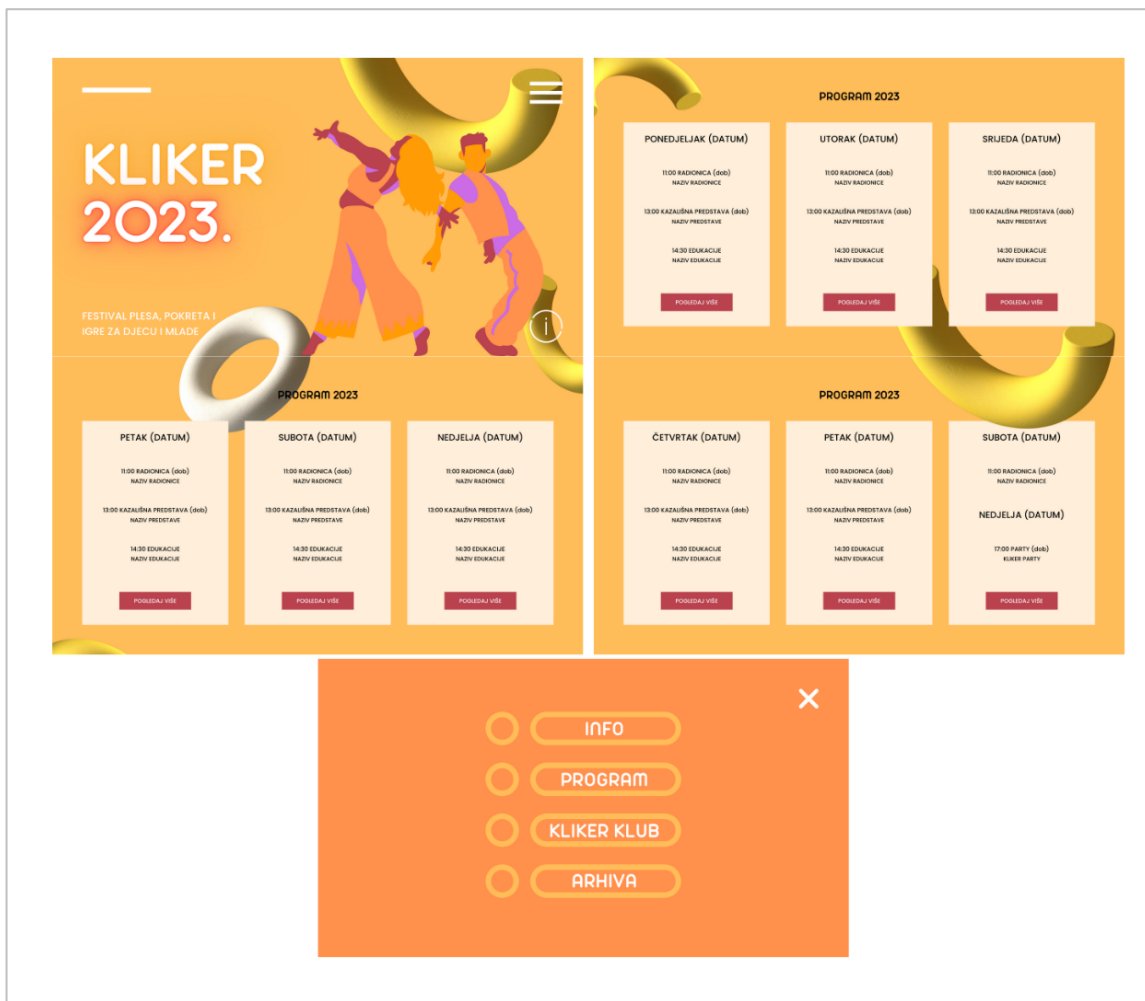 KLIKER
2023.
FESTIVAL PLESA, POKRETA I
IGRE ZA DJECU I MLADE
i
PROGRAM 2023
PONEDJELJAK (DATUM)
11:00 RADIONICA (dob)
NAZIV RADIONICE
13:00 KAZALIŠNA PREDSTAVA (dob)
NAZIV PREDSTAVE
14:30 EDUKACIJE
NAZIV EDUKACIJE
POGLEDAJ VIŠE
UTORAK (DATUM)
11:00 RADIONICA (dob)
NAZIV RADIONICE
13:00 KAZALIŠNA PREDSTAVA (dob)
NAZIV PREDSTAVE
14:30 EDUKACIJE
NAZIV EDUKACIJE
POGLEDAJ VIŠE
SRIJEDA (DATUM)
11:00 RADIONICA (dob)
NAZIV RADIONICE
13:00 KAZALIŠNA PREDSTAVA (dob)
NAZIV PREDSTAVE
14:30 EDUKACIJE
NAZIV EDUKACIJE
POGLEDAJ VIŠE
PROGRAM 2023
PETAK (DATUM)
11:00 RADIONICA (dob)
NAZIV RADIONICE
13:00 KAZALIŠNA PREDSTAVA (dob)
NAZIV PREDSTAVE
14:30 EDUKACIJE
NAZIV EDUKACIJE
POGLEDAJ VIŠE
SUBOTA (DATUM)
11:00 RADIONICA (dob)
NAZIV RADIONICE
13:00 KAZALIŠNA PREDSTAVA (dob)
NAZIV PREDSTAVE
14:30 EDUKACIJE
NAZIV EDUKACIJE
POGLEDAJ VIŠE
NEDJELJA (DATUM)
11:00 RADIONICA (dob)
NAZIV RADIONICE
13:00 KAZALIŠNA PREDSTAVA (dob)
NAZIV PREDSTAVE
14:30 EDUKACIJE
NAZIV EDUKACIJE
POGLEDAJ VIŠE
PROGRAM 2023
ČETVRTAK (DATUM)
11:00 RADIONICA (dob)
NAZIV RADIONICE
13:00 KAZALIŠNA PREDSTAVA (dob)
NAZIV PREDSTAVE
14:30 EDUKACIJE
NAZIV EDUKACIJE
POGLEDAJ VIŠE
PETAK (DATUM)
11:00 RADIONICA (dob)
NAZIV RADIONICE
13:00 KAZALIŠNA PREDSTAVA (dob)
NAZIV PREDSTAVE
14:30 EDUKACIJE
NAZIV EDUKACIJE
POGLEDAJ VIŠE
SUBOTA (DATUM)
11:00 RADIONICA (dob)
NAZIV RADIONICE
NEDJELJA (DATUM)
17:00 PARTY (dob)
KLIKER PARTY
POGLEDAJ VIŠE
INFO
PROGRAM
KLIKER KLUB
ARHIVA